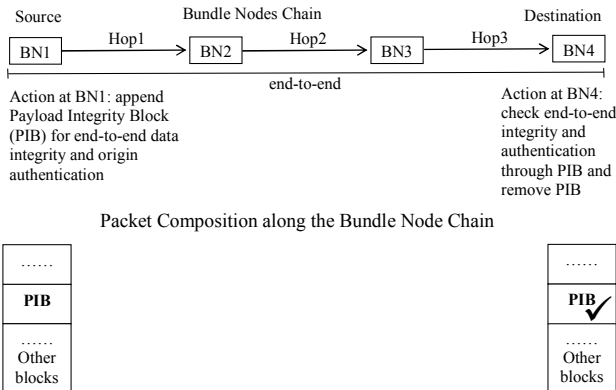 Source
Bundle Nodes Chain
Destination
BN1
Hop1
BN2
Hop2
BN3
Hop3
BN4
end-to-end
Action at BN1: append
Payload Integrity Block
(PIB) for end-to-end data
integrity and origin
authentication
Action at BN4:
check end-to-end
integrity and
authentication
through PIB and
remove PIB
Packet Composition along the Bundle Node Chain
......
PIB
......
Other
blocks
......
PIB
......
Other
blocks